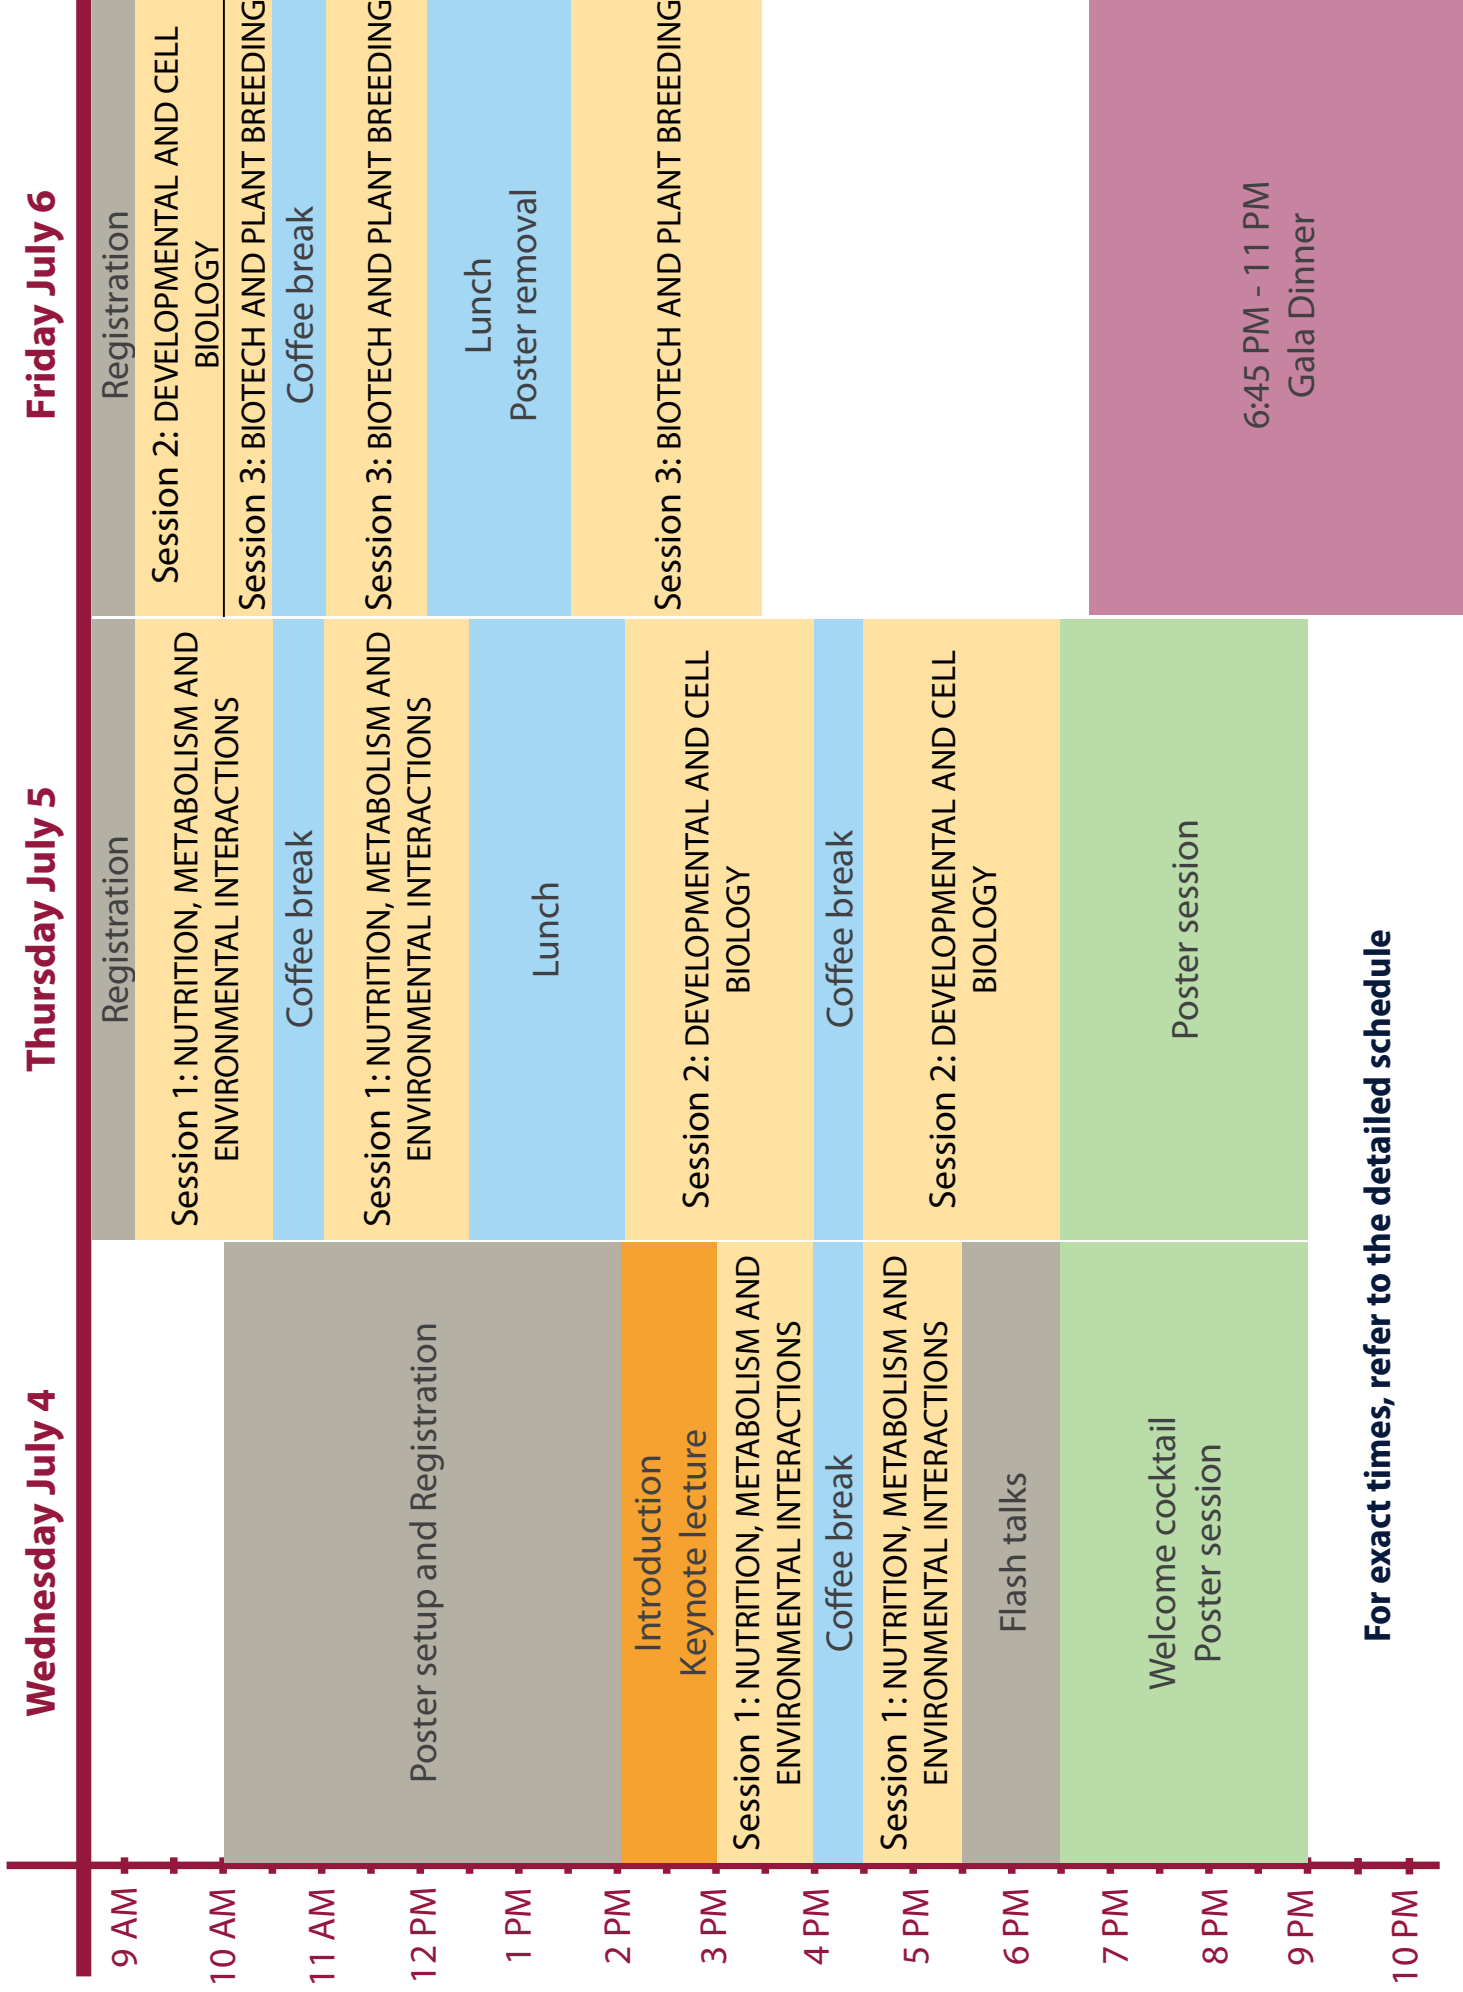 Wednesday July 4
Thursday July 5
Friday July 6
9 AM
10 AM
11 AM
12 PM
1 PM
2 PM
3 PM
4 PM
5 PM
6 PM
7 PM
8 PM
9 PM
10 PM
Poster setup and Registration
Introduction
Keynote lecture
Session 1: NUTRITION, METABOLISM AND
ENVIRONMENTAL INTERACTIONS
Coffee break
Session 1: NUTRITION, METABOLISM AND
ENVIRONMENTAL INTERACTIONS
Flash talks
Welcome cocktail
Poster session
Registration
Session 1: NUTRITION, METABOLISM AND
ENVIRONMENTAL INTERACTIONS
Coffee break
Session 1: NUTRITION, METABOLISM AND
ENVIRONMENTAL INTERACTIONS
Lunch
Session 2: DEVELOPMENTAL AND CELL
BIOLOGY
Coffee break
Session 2: DEVELOPMENTAL AND CELL
BIOLOGY
Poster session
Registration
Session 2: DEVELOPMENTAL AND CELL
BIOLOGY
Session 3: BIOTECH AND PLANT BREEDING
Coffee break
Session 3: BIOTECH AND PLANT BREEDING
Lunch
Poster removal
Session 3: BIOTECH AND PLANT BREEDING
6:45 PM - 11 PM
Gala Dinner
For exact times, refer to the detailed schedule